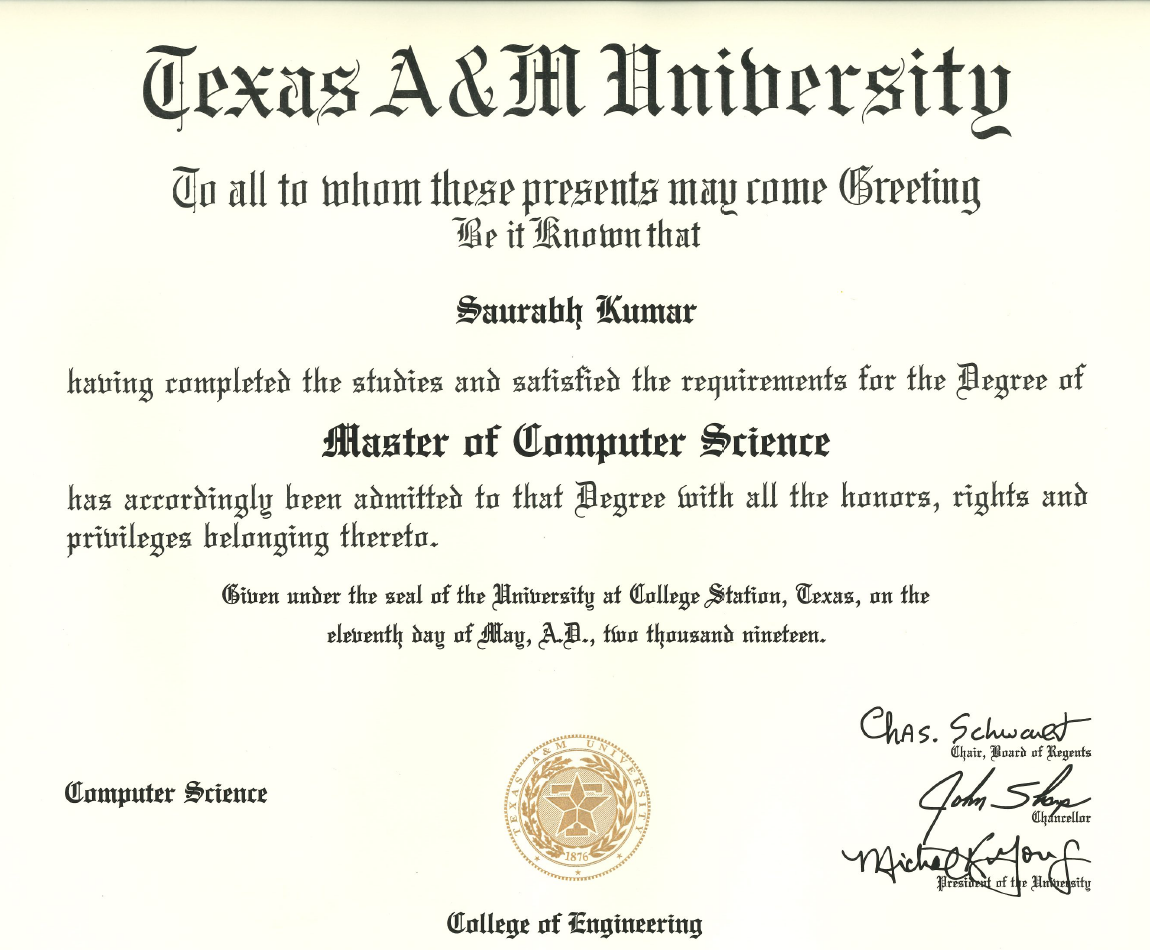 Texas A&M University
To all to whom these presents may come Greeting
Be it Known that
Saurabh Kumar
having completed the studies and satisfied the requirements for the Degree of
Master of Computer Science
has accordingly been admitted to that Degree with all the honors, rights and
privileges belonging thereto.
Given under the seal of the University at College Station, Texas, on the
eleventh day of May, A.D., two thousand nineteen.
Chas. Schwartz
Chair, Board of Regents
John Sharp
Chancellor
Michael K Young
President of the University
Computer Science
TEXAS A&M UNIVERSITY
1876
College of Engineering